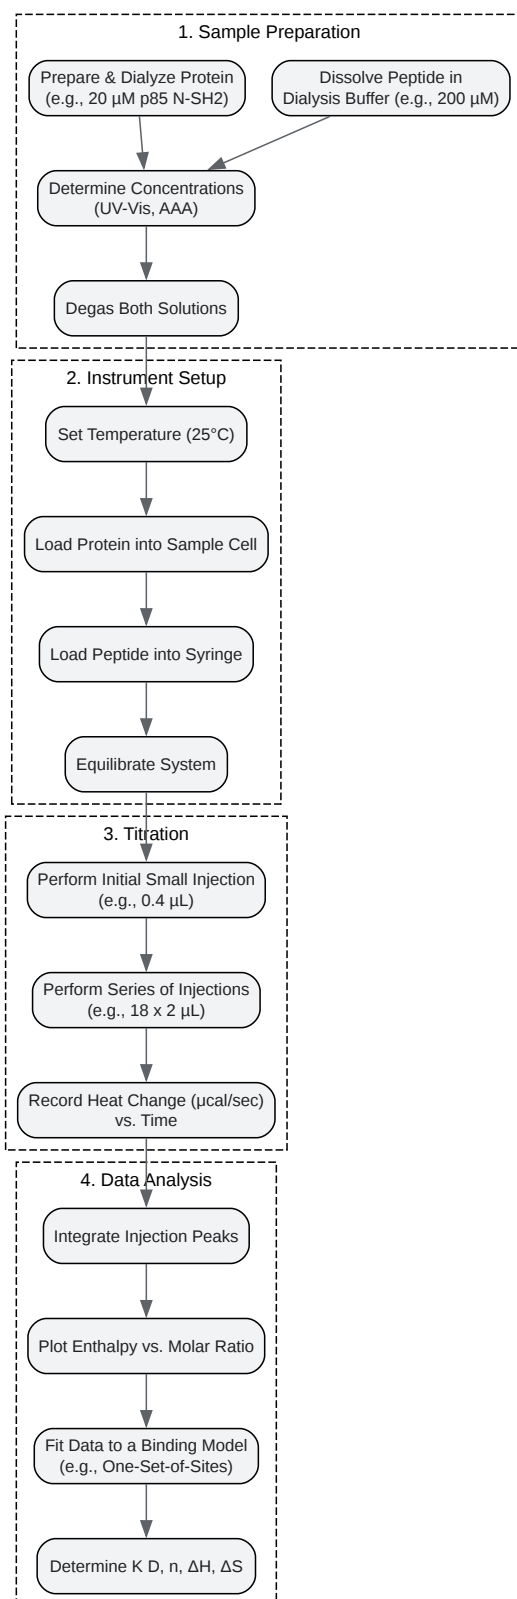 1. Sample Preparation
Prepare & Dialyze Protein
(e.g., 20 µM p85 N-SH2)
Dissolve Peptide in
Dialysis Buffer (e.g., 200 µM)
Determine Concentrations
(UV-Vis, AAA)
Degas Both Solutions
2. Instrument Setup
Set Temperature (25°C)
Load Protein into Sample Cell
Load Peptide into Syringe
Equilibrate System
3. Titration
Perform Initial Small Injection
(e.g., 0.4 µL)
Perform Series of Injections
(e.g., 18 x 2 µL)
Record Heat Change (µcal/sec)
vs. Time
4. Data Analysis
Integrate Injection Peaks
Plot Enthalpy vs. Molar Ratio
Fit Data to a Binding Model
(e.g., One-Set-of-Sites)
Determine K D, n, ΔH, ΔS